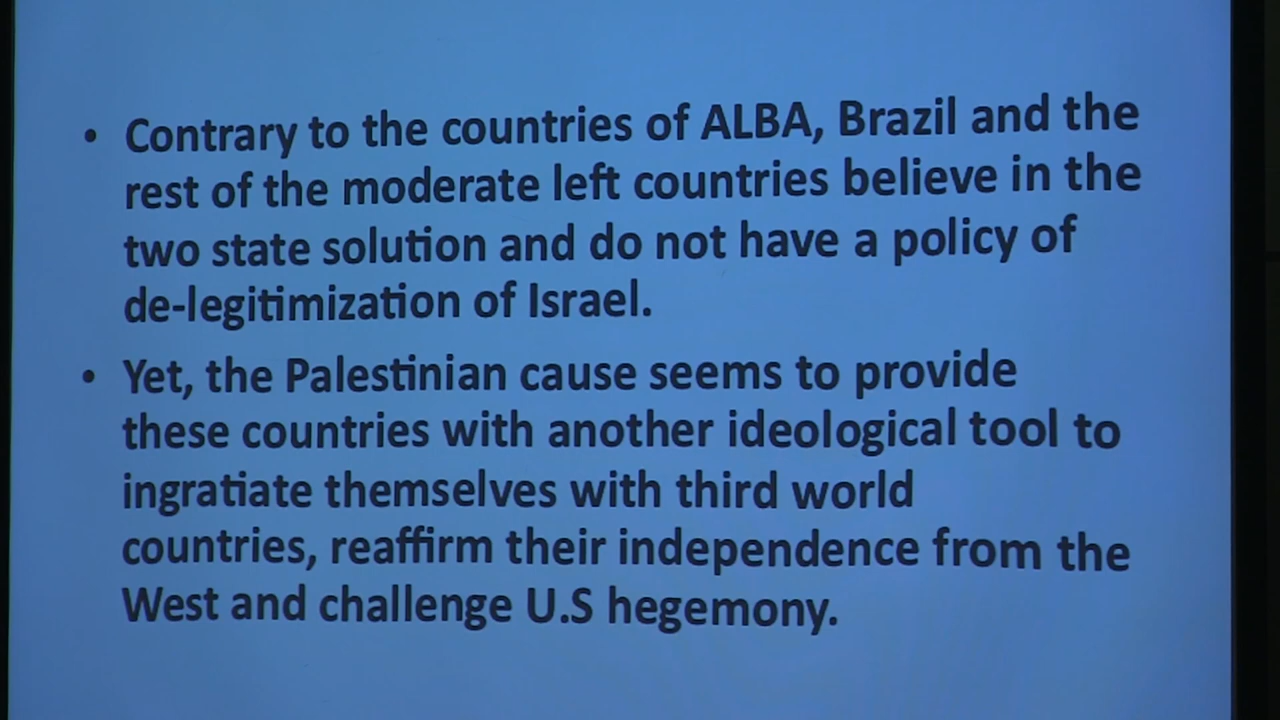 • Contrary to the countries of ALBA, Brazil and the
rest of the moderate left countries believe in the
two state solution and do not have a policy of
de-legitimization of Israel.
• Yet, the Palestinian cause seems to provide
these countries with another ideological tool to
ingratiate themselves with third world
countries, reaffirm their independence from the
West and challenge U.S hegemony.